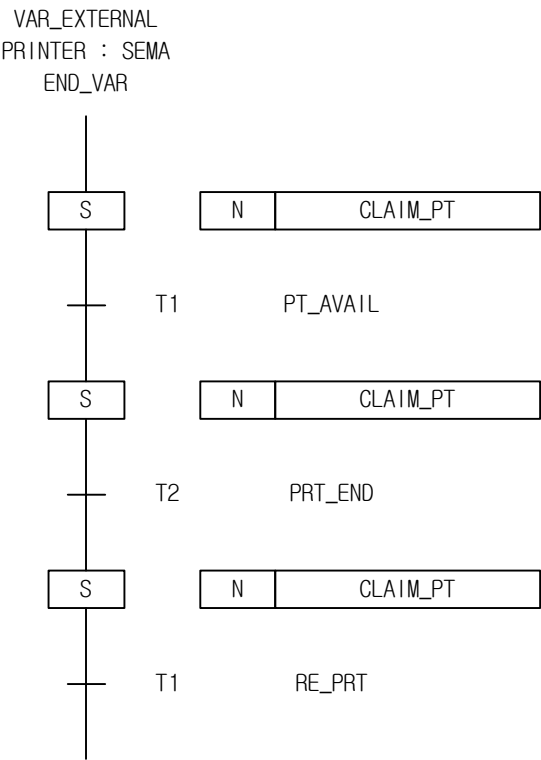 VAR_EXTERNAL
PRINTER : SEMA
END_VAR
S N CLAIM_PT
T1 PT_AVAIL
S N CLAIM_PT
T2 PRT_END
S N CLAIM_PT
T1 RE_PRT